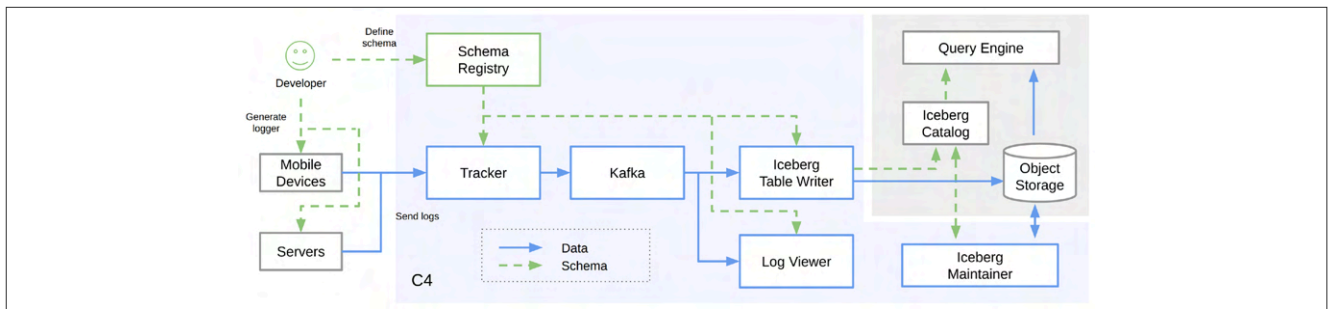 Define
schema
Schema
Registry
Query Engine
Developer
Generate
logger
Iceberg
Catalog
Mobile
Devices
Tracker
Kafka
Iceberg
Table Writer
Object
Storage
Send logs
Servers
Data
Schema
Log Viewer
Iceberg
Maintainer
C4